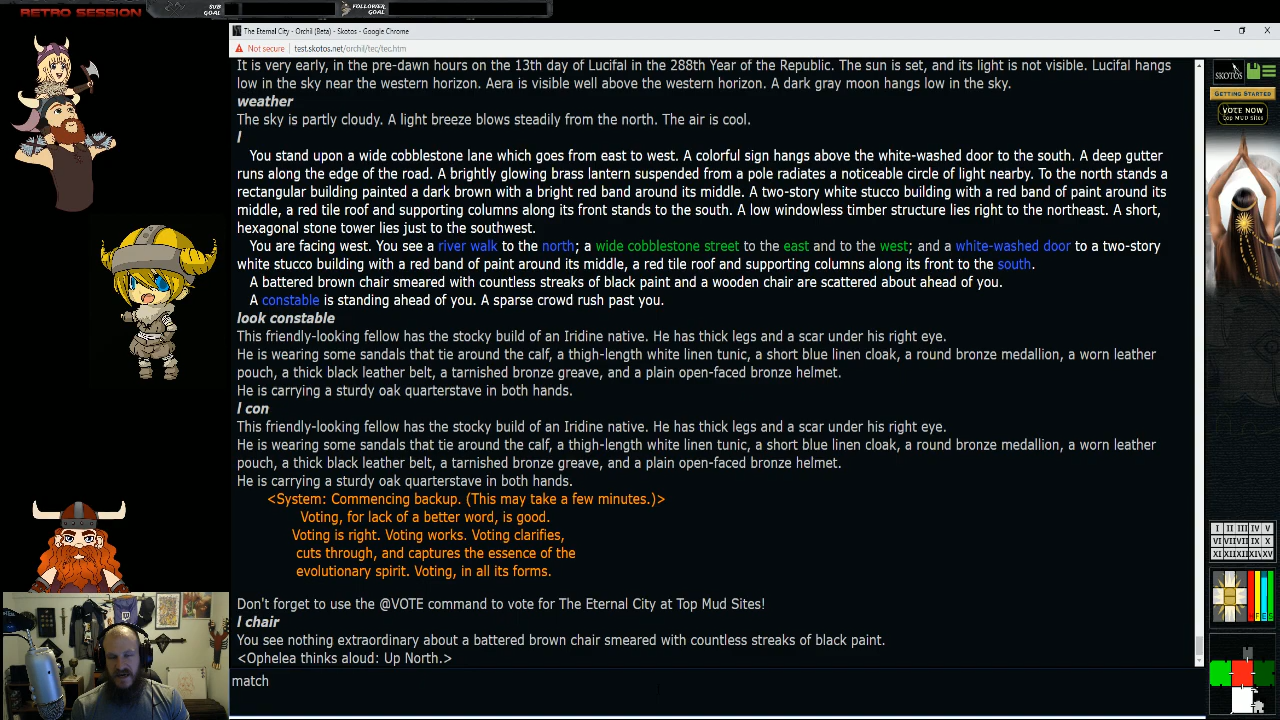 RETRO SESSION
SUB
GOAL
FOLLOWER
GOAL
The Eternal City - Orchil (Beta) - Skotos - Google Chrome
Not secure | test.skotos.net/orchil/tec/tec.htm
It is very early, in the pre-dawn hours on the 13th day of Lucifal in the 288th Year of the Republic. The sun is set, and its light is not visible. Lucifal hangs
low in the sky near the western horizon. Aera is visible well above the western horizon. A dark gray moon hangs low in the sky.
weather
The sky is partly cloudy. A light breeze blows steadily from the north. The air is cool.
l
You stand upon a wide cobblestone lane which goes from east to west. A colorful sign hangs above the white-washed door to the south. A deep gutter
runs along the edge of the road. A brightly glowing brass lantern suspended from a pole radiates a noticeable circle of light nearby. To the north stands a
rectangular building painted a dark brown with a bright red band around its middle. A two-story white stucco building with a red band of paint around its
middle, a red tile roof and supporting columns along its front stands to the south. A low windowless timber structure lies right to the northeast. A short,
hexagonal stone tower lies just to the southwest.
You are facing west. You see a river walk to the north; a wide cobblestone street to the east and to the west; and a white-washed door to a two-story
white stucco building with a red band of paint around its middle, a red tile roof and supporting columns along its front to the south.
A battered brown chair smeared with countless streaks of black paint and a wooden chair are scattered about ahead of you.
A constable is standing ahead of you. A sparse crowd rush past you.
look constable
This friendly-looking fellow has the stocky build of an Iridine native. He has thick legs and a scar under his right eye.
He is wearing some sandals that tie around the calf, a thigh-length white linen tunic, a short blue linen cloak, a round bronze medallion, a worn leather
pouch, a thick black leather belt, a tarnished bronze greave, and a plain open-faced bronze helmet.
He is carrying a sturdy oak quarterstave in both hands.
l con
This friendly-looking fellow has the stocky build of an Iridine native. He has thick legs and a scar under his right eye.
He is wearing some sandals that tie around the calf, a thigh-length white linen tunic, a short blue linen cloak, a round bronze medallion, a worn leather
pouch, a thick black leather belt, a tarnished bronze greave, and a plain open-faced bronze helmet.
He is carrying a sturdy oak quarterstave in both hands.
<System: Commencing backup. (This may take a few minutes.)>
Voting, for lack of a better word, is good.
Voting is right. Voting works. Voting clarifies,
cuts through, and captures the essence of the
evolutionary spirit. Voting, in all its forms.
Don't forget to use the @VOTE command to vote for The Eternal City at Top Mud Sites!
l chair
You see nothing extraordinary about a battered brown chair smeared with countless streaks of black paint.
<Ophelea thinks aloud: Up North.>
match
SKOTOS
GETTING STARTED
VOTE NOW
Top MUD Sites
I II III IV V
VI VII VIII IX X
XI XII XIII XIV XV